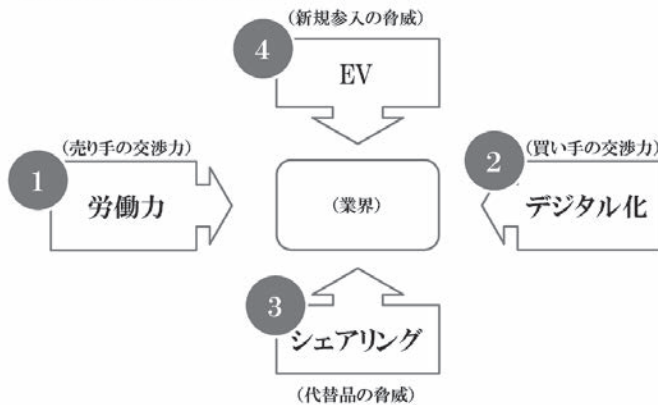 (新規参入の脅威)
4
EV
(売り手の交渉力)
1
労働力
(業界)
(買い手の交渉力)
2
デジタル化
3
シェアリング
(代替品の脅威)